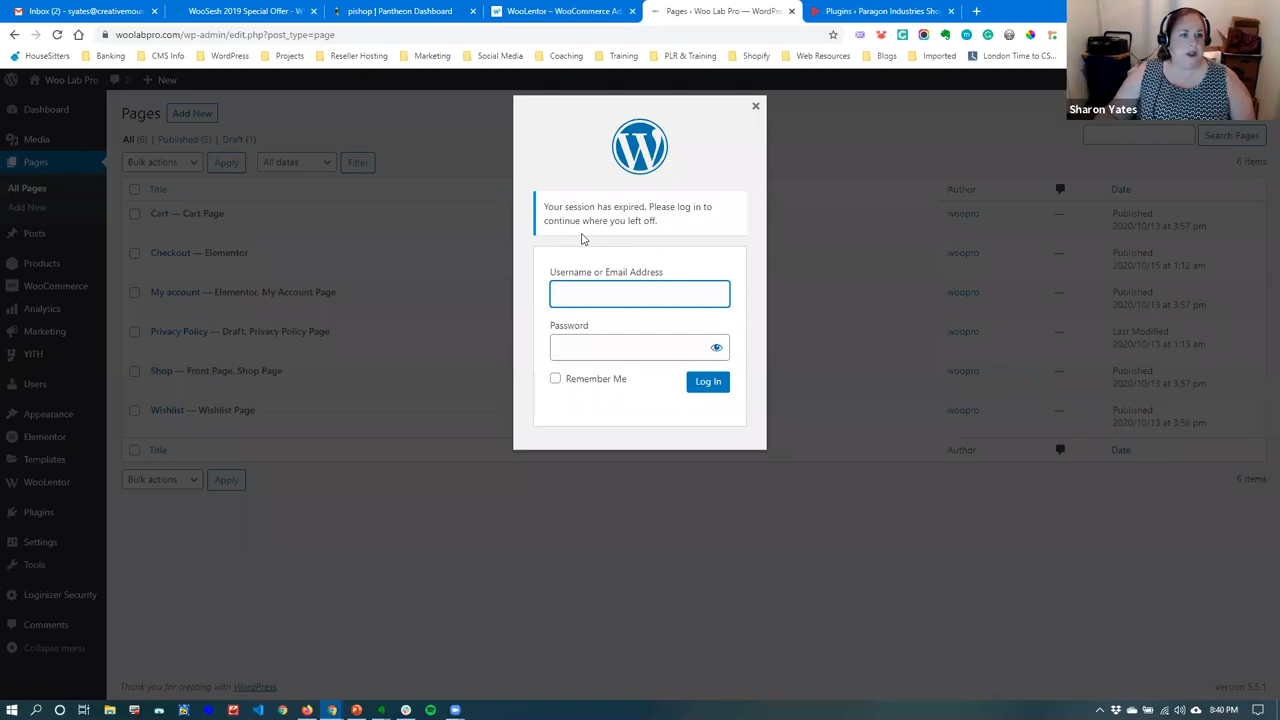 Inbox (2) - syates@creativemous
WooSesh 2019 Special Offer - W
pishop | Pantheon Dashboard
WooLentor – WooCommerce Ad
Pages ‹ Woo Lab Pro — WordPre
Plugins ‹ Paragon Industries Sho
woolabpro.com/wp-admin/edit.php?post_type=page
HouseSitters
Banking
CMS Info
WordPress
Projects
Reseller Hosting
Marketing
Social Media
Coaching
Training
PLR & Training
Shopify
Web Resources
Blogs
Imported
London Time to CS...
Sharon Yates
Woo Lab Pro
0
New
Dashboard
Media
Pages
All Pages
Add New
Posts
Products
WooCommerce
Analytics
Marketing
YITH
Users
Appearance
Elementor
Templates
WooLentor
Plugins
Settings
Tools
Loginizer Security
Comments
Collapse menu
Pages
Add New
All (6) | Published (5) | Draft (1)
Search Pages
Bulk actions
Apply
All dates
Filter
6 items
Title
Author
Date
Cart — Cart Page
woopro
—
Published
2020/10/13 at 3:57 pm
Checkout — Elementor
woopro
—
Published
2020/10/15 at 1:12 am
My account — Elementor, My Account Page
woopro
—
Published
2020/10/13 at 3:57 pm
Privacy Policy — Draft, Privacy Policy Page
woopro
—
Last Modified
2020/10/13 at 1:13 am
Shop — Front Page, Shop Page
woopro
—
Published
2020/10/13 at 3:57 pm
Wishlist — Wishlist Page
woopro
—
Published
2020/10/13 at 3:56 pm
Title
Author
Date
Bulk actions
Apply
6 items
Your session has expired. Please log in to
continue where you left off.
Username or Email Address
Password
Remember Me
Log In
Thank you for creating with WordPress.
Version 5.5.1
8:40 PM